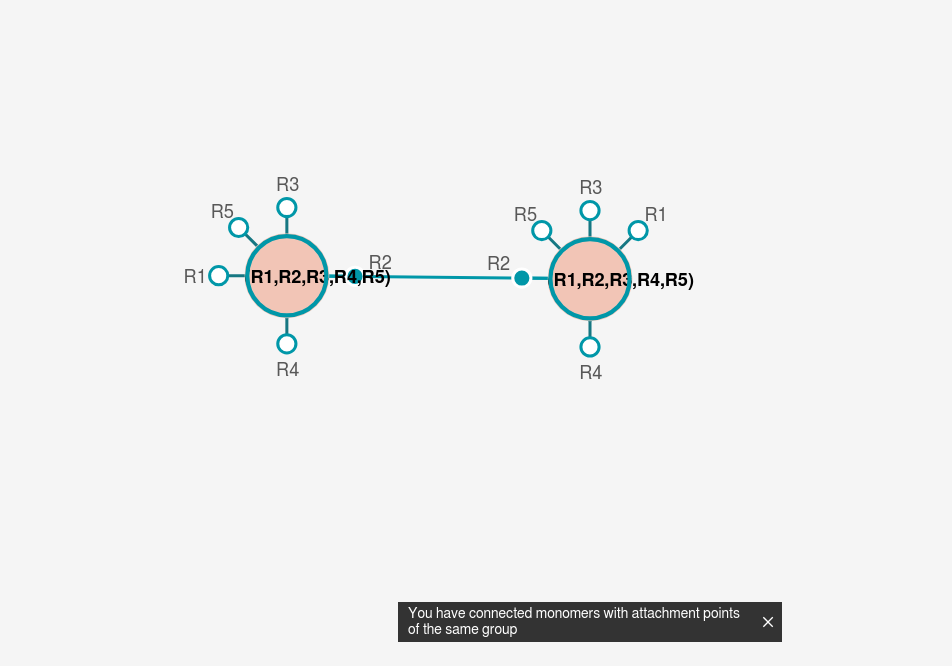 R3
R3
R5
R5
R1
R2
R2
R1
R1,R2,R3,R4,R5)
R1,R2,R3,R4,R5)
R4
R4
You have connected monomers with attachment points
of the same group